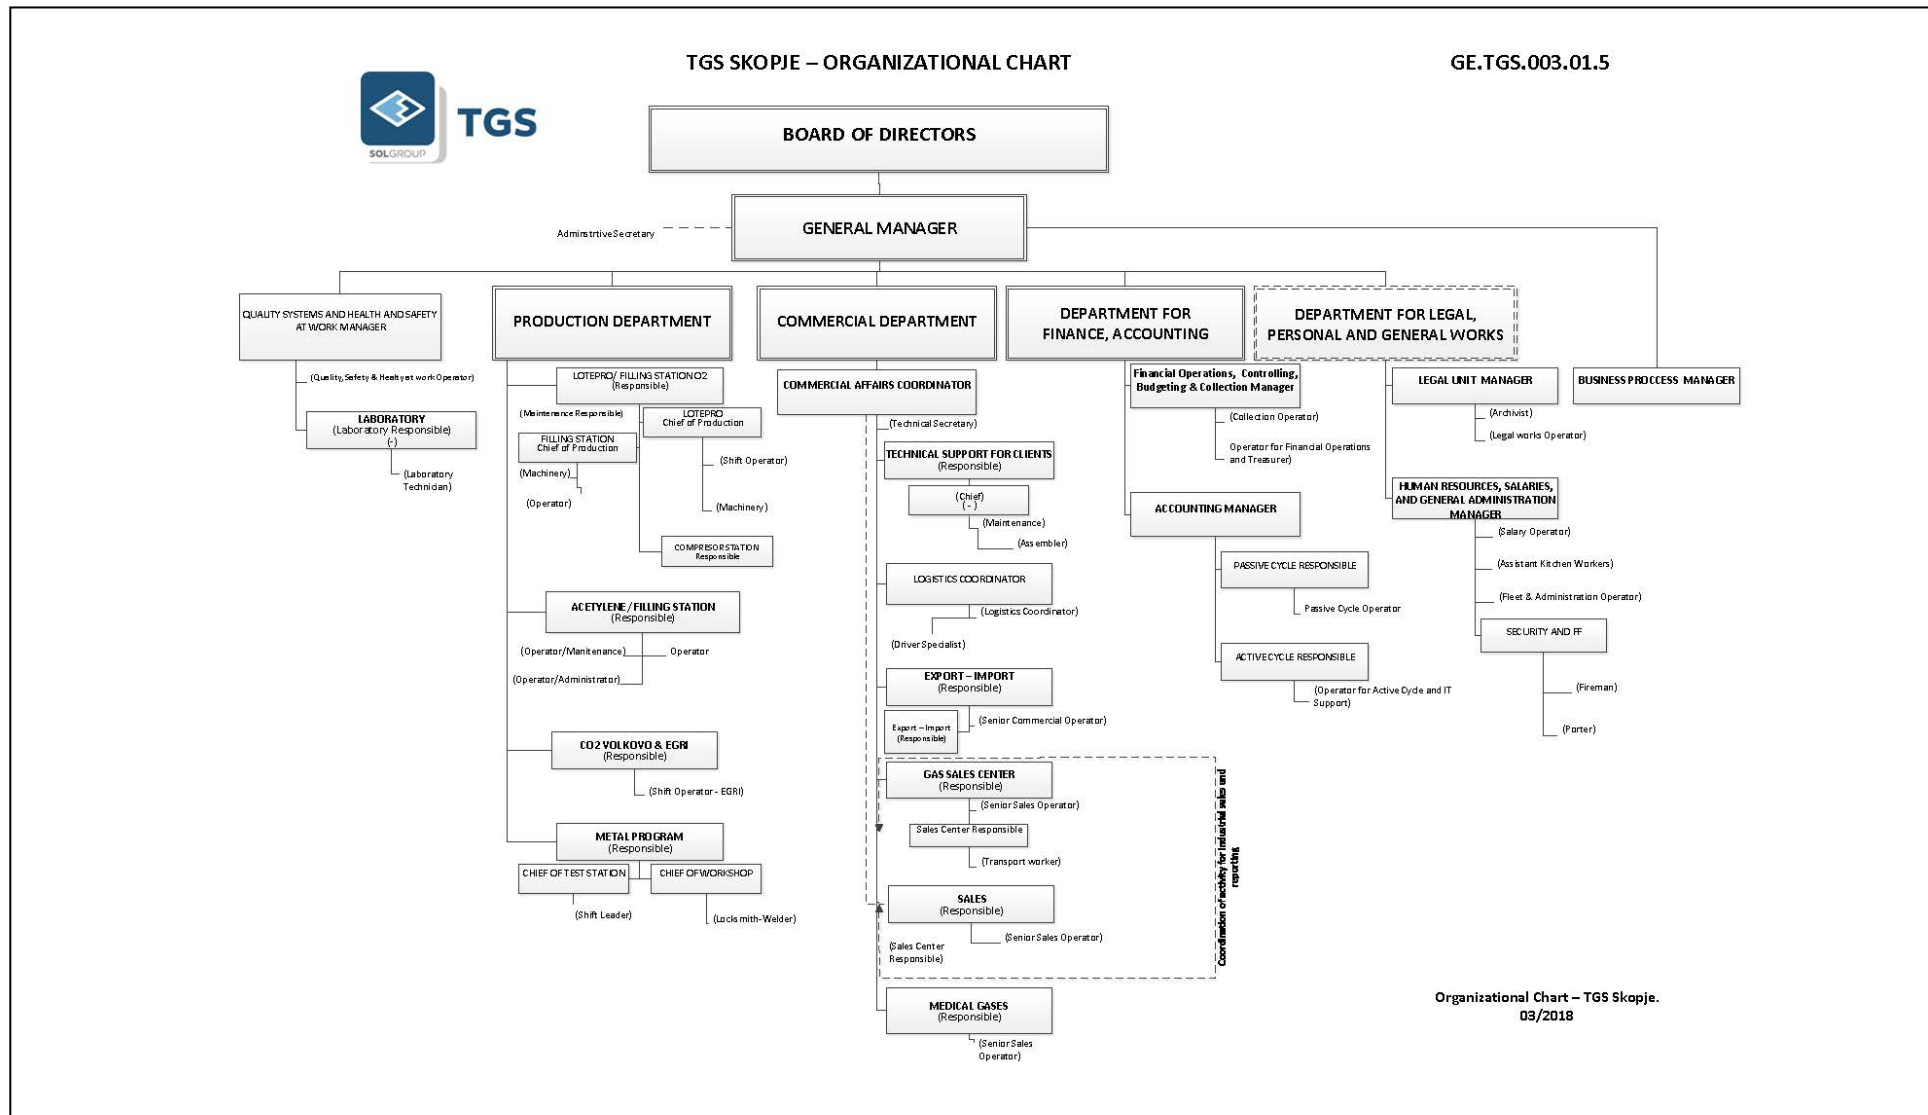 TGS SKOPJE – ORGANIZATIONAL CHART
GE.TGS.003.01.5
TGS
SOLGROUP
BOARD OF DIRECTORS
GENERAL MANAGER
AdminstrtiveSecretary
QUALITY SYSTEMS AND HEALTH AND SAFETY
AT WORK MANAGER
(Quality, Safety & Healty at work Operator)
LABORATORY
(Laboratory Responsible)
(-)
(Laboratory
Technician)
PRODUCTION DEPARTMENT
LOTEPRO/ FILLING STATION O2
(Responsible)
(Maintenance Responsible)
LOTEPRO
Chief of Production
FILLING STATION
Chief of Production
(Shift Operator)
(Machinery)
(Operator)
(Machinery)
COMPRESOR STATION
Responsible
ACETYLENE / FILLING STATION
(Responsible)
(Operator/Manitenance)
Operator
(Operator/Administrator)
CO2 VOLKOVO & EGRI
(Responsible)
(Shift Operator - EGRI)
METAL PROGRAM
(Responsible)
CHIEF OF TEST STATION
CHIEF OF WORKSHOP
(Shift Leader)
(Locksmith-Welder)
COMMERCIAL DEPARTMENT
COMMERCIAL AFFAIRS COORDINATOR
(Technical Secretary)
TECHNICAL SUPPORT FOR CLIENTS
(Responsible)
(Chief)
(-)
(Maintenance)
(Assembler)
LOGISTICS COORDINATOR
(Logistics Coordinator)
(Driver Specialist)
EXPORT – IMPORT
(Responsible)
(Senior Commercial Operator)
Export – Import
(Responsible)
GAS SALES CENTER
(Responsible)
(Senior Sales Operator)
Sales Center Responsible
(Transport worker)
SALES
(Responsible)
(Senior Sales Operator)
(Sales Center
Responsible)
Coordination of activity for industrial sales und
reporting
MEDICAL GASES
(Responsible)
(Senior Sales
Operator)
DEPARTMENT FOR
FINANCE, ACCOUNTING
Financial Operations, Controlling,
Budgeting & Collection Manager
(Collection Operator)
Operator for Financial Operations
and Treasurer)
ACCOUNTING MANAGER
PASSIVE CYCLE RESPONSIBLE
Passive Cycle Operator
ACTIVE CYCLE RESPONSIBLE
(Operator for Active Cycle and IT
Support)
DEPARTMENT FOR LEGAL,
PERSONAL AND GENERAL WORKS
LEGAL UNIT MANAGER
(Archivist)
(Legal works Operator)
HUMAN RESOURCES, SALARIES,
AND GENERAL ADMINISTRATION
MANAGER
(Salary Operator)
(Assistant Kitchen Workers)
(Fleet & Administration Operator)
SECURITY AND FF
(Fireman)
(Porter)
BUSINESS PROCCESS MANAGER
Organizational Chart – TGS Skopje.
03/2018